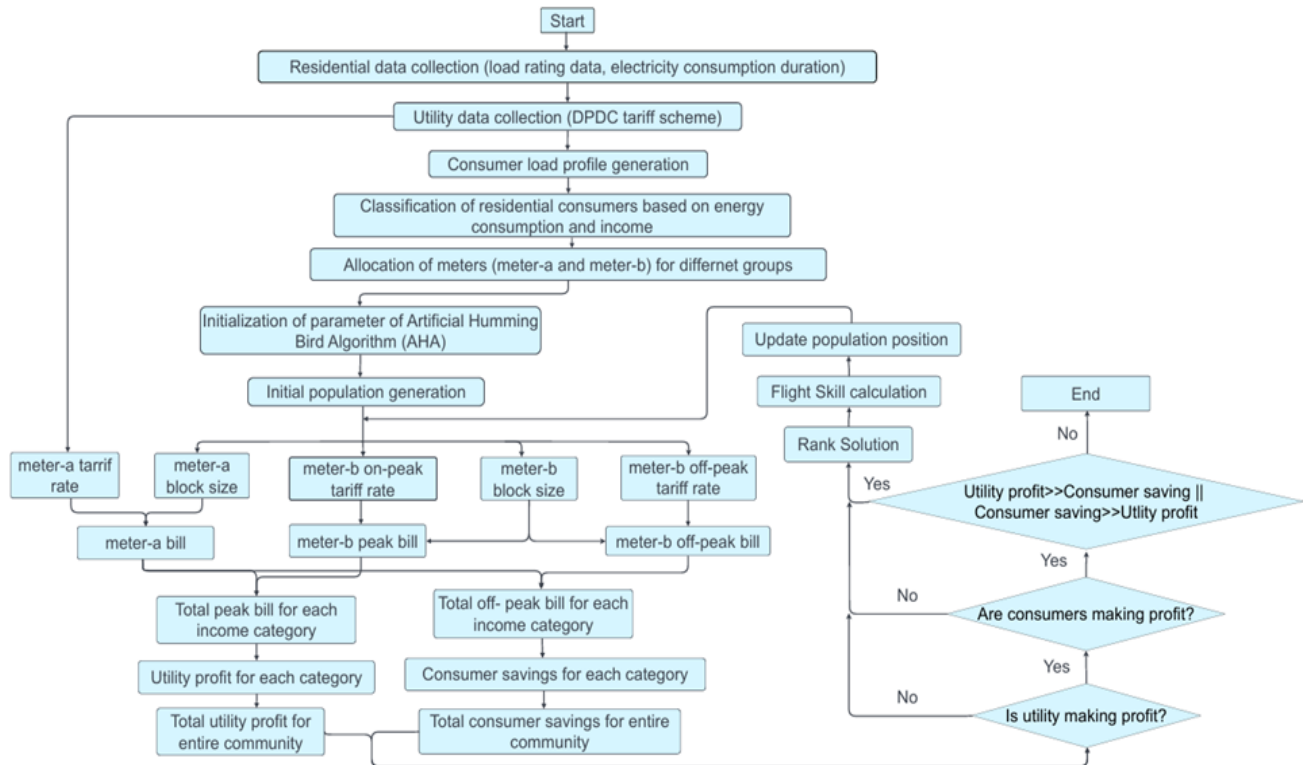 Start
Residential data collection (load rating data, electricity consumption duration)
Utility data collection (DPDC tariff scheme)
Consumer load profile generation
Classification of residential consumers based on energy
consumption and income
Allocation of meters (meter-a and meter-b) for differnet groups
Initialization of parameter of Artificial Humming
Bird Algorithm (AHA)
Initial population generation
meter-a tarrif
rate
meter-a
block size
meter-b on-peak
tariff rate
meter-b
block size
meter-b off-peak
tariff rate
meter-a bill
meter-b peak bill
meter-b off-peak bill
Total peak bill for each
income category
Total off- peak bill for each
income category
Utility profit for each category
Consumer savings for each category
Total utility profit for
entire community
Total consumer savings for entire
community
Update population position
Flight Skill calculation
Rank Solution
End
No
Yes
Utility profit>>Consumer saving ||
Consumer saving>>Utlity profit
Yes
No
Are consumers making profit?
Yes
No
Is utility making profit?